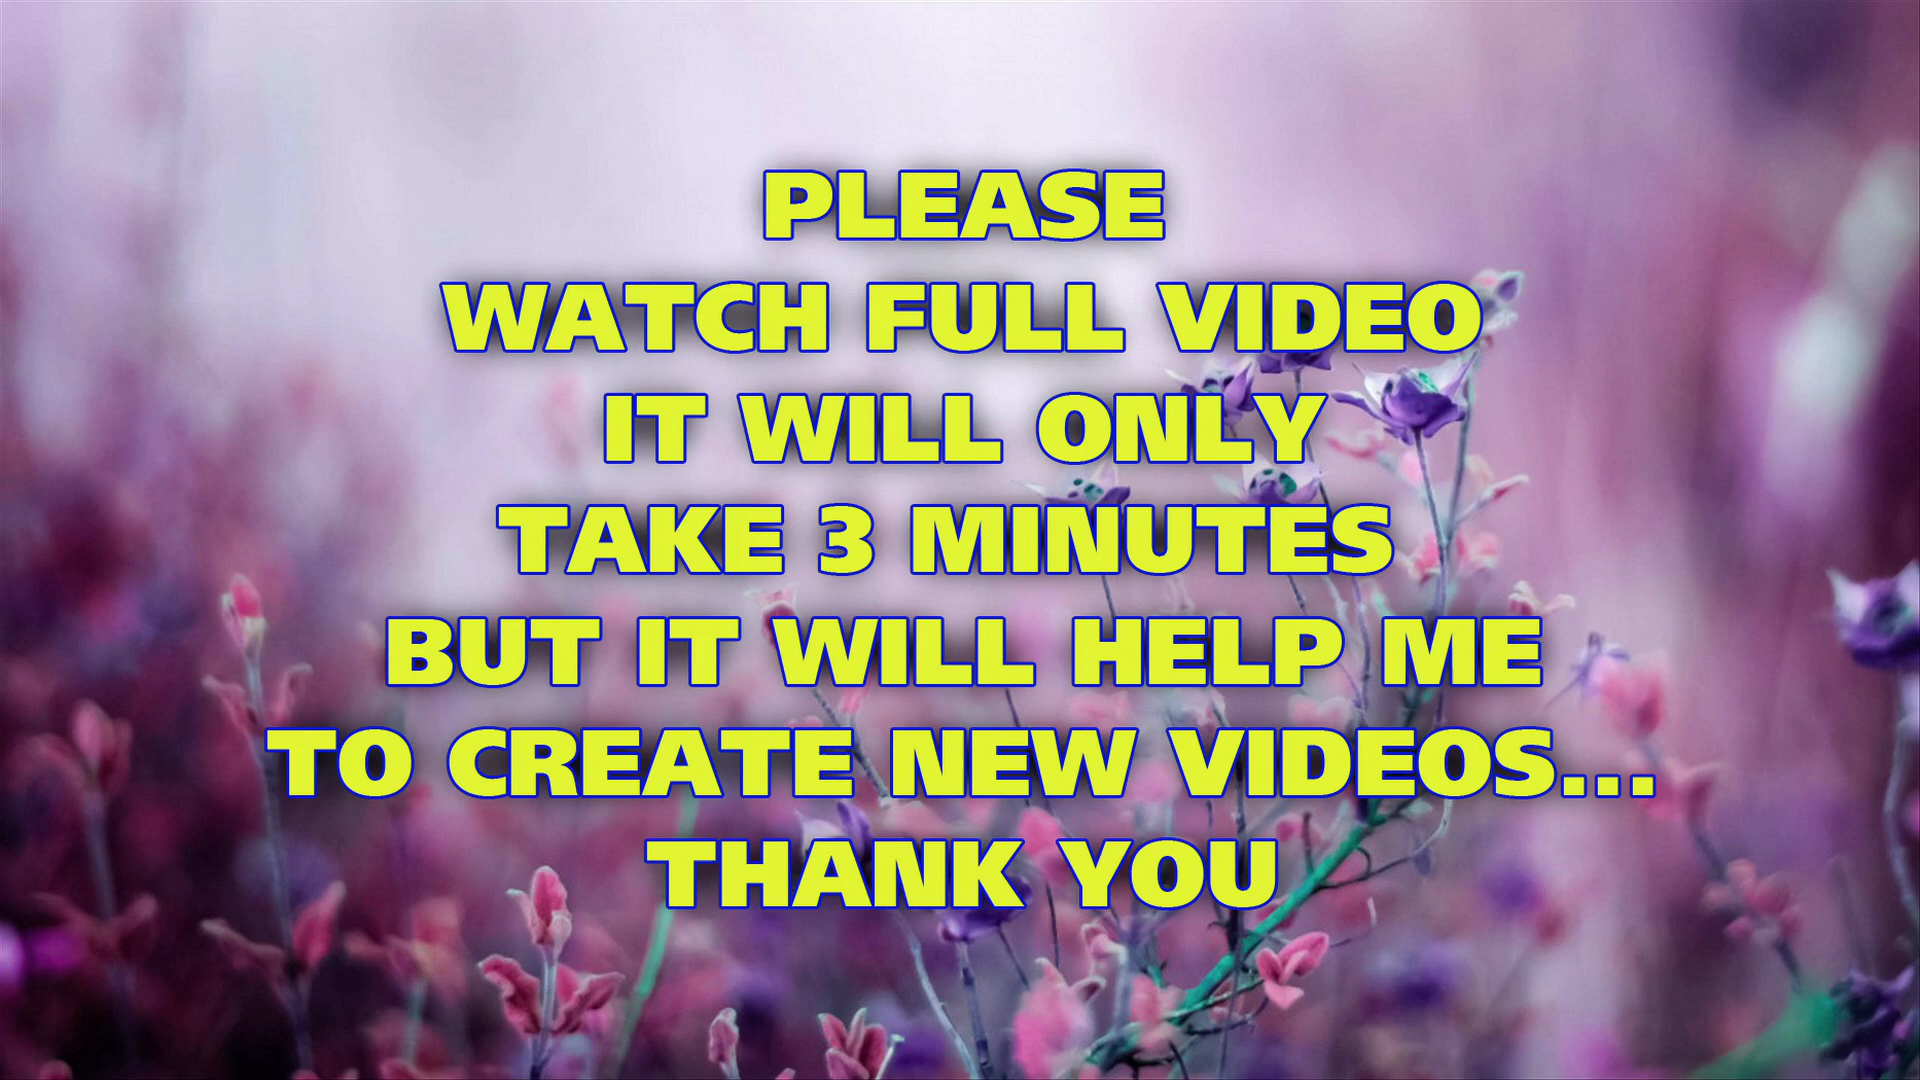 PLEASE
WATCH FULL VIDEO
IT WILL ONLY
TAKE 3 MINUTES
BUT IT WILL HELP ME
TO CREATE NEW VIDEOS...
THANK YOU